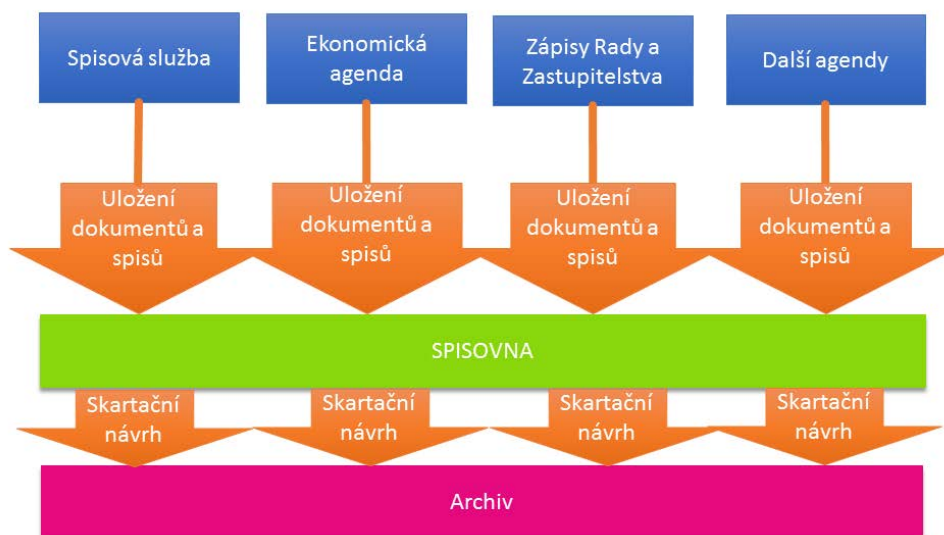 Spisová služba
Ekonomická
agenda
Zápisy Rady a
Zastupitelstva
Další agendy
Uložení
dokumentů a
spisů
Uložení
dokumentů a
spisů
Uložení
dokumentů a
spisů
Uložení
dokumentů a
spisů
SPISOVNA
Skartační
návrh
Skartační
návrh
Skartační
návrh
Skartační
návrh
Archiv